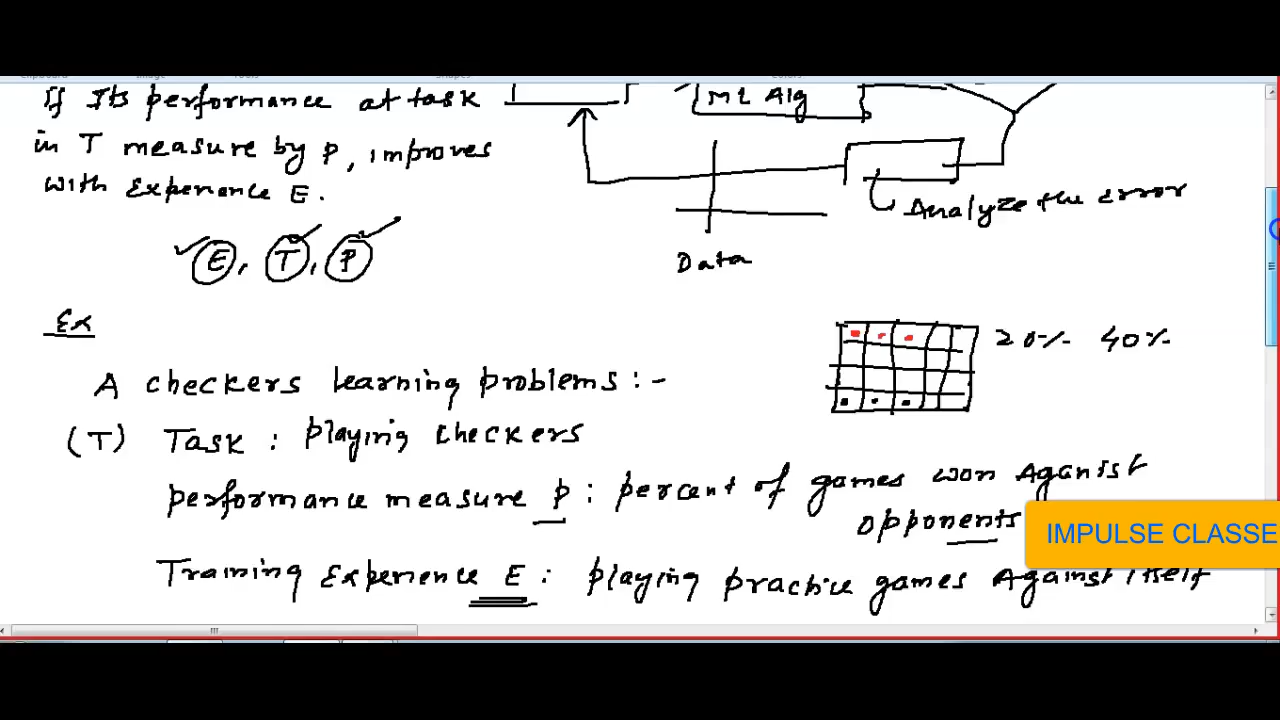 If Its performance at task
in T measure by P, improves
with Experience E.
E, T, P
ML Alg
Analyze the error
Data
Ex
20% 40%
A checkers learning problems :-
(T) Task : playing checkers
performance measure P : percent of games won Against
opponents
Training Experience E : playing practice games Against itself
IMPULSE CLASSE